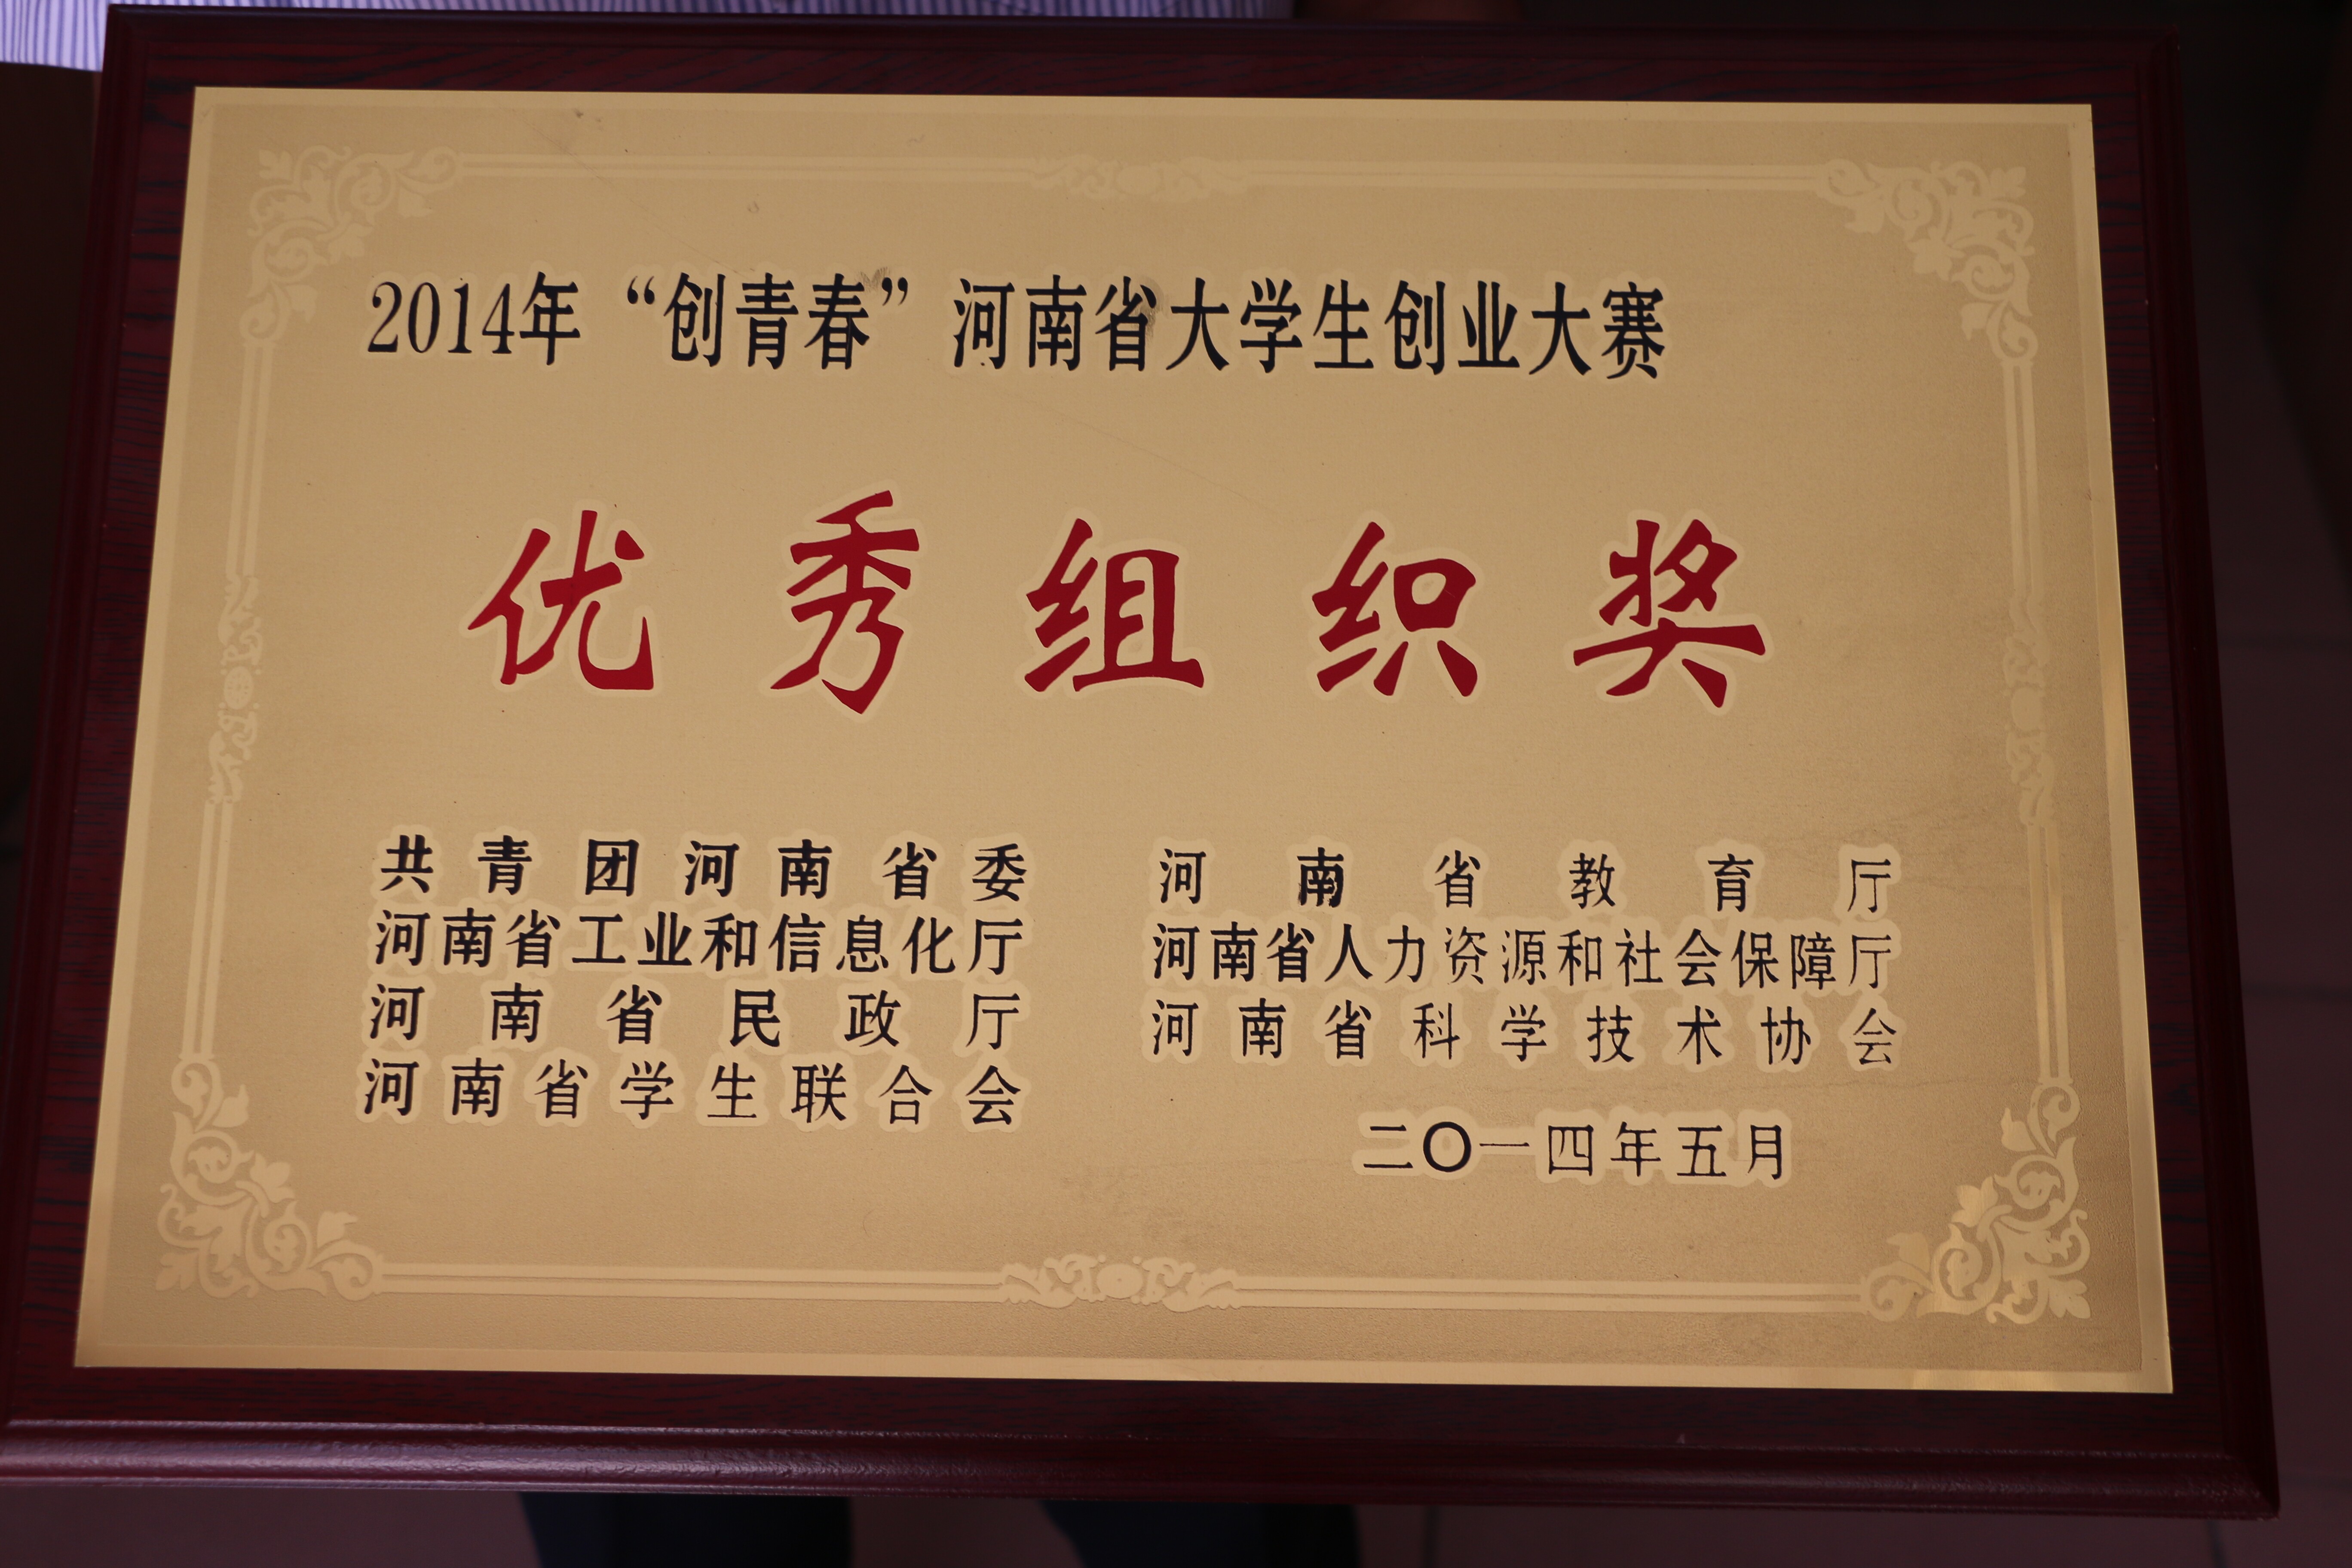 2014年“创青春”河南省大学生创业大赛
优秀组织奖
共青团河南省委
河南省教育厅
河南省工业和信息化厅
河南省人力资源和社会保障厅
河南省民政厅
河南省科学技术协会
河南省学生联合会
二〇一四年五月